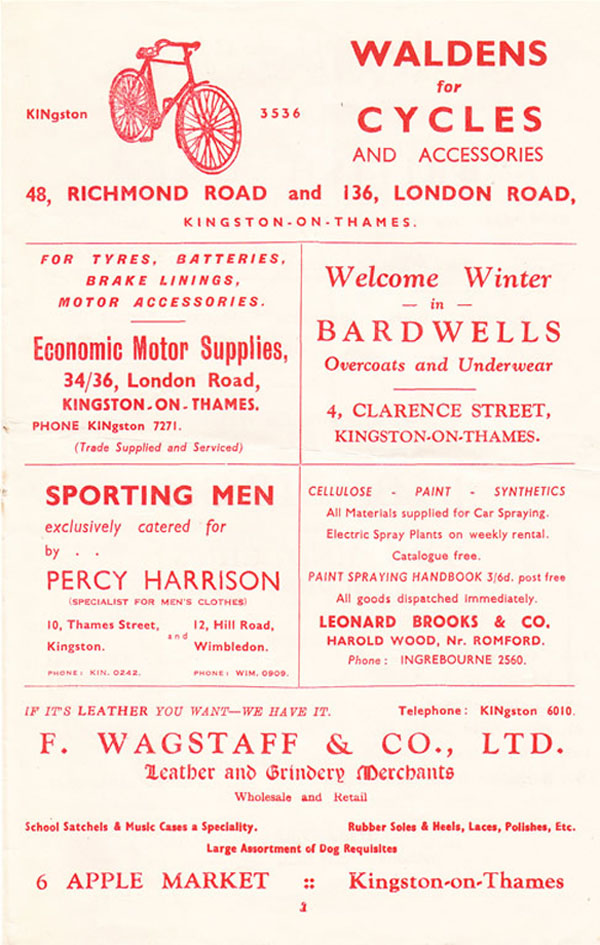 WALDENS
for
CYCLES
AND ACCESSORIES
KINgston 3536
48, RICHMOND ROAD and 136, LONDON ROAD,
KINGSTON-ON-THAMES.
FOR TYRES, BATTERIES,
BRAKE LININGS,
MOTOR ACCESSORIES.
Economic Motor Supplies,
34/36, London Road,
KINGSTON-ON-THAMES.
PHONE KINgston 7271.
(Trade Supplied and Serviced)
Welcome Winter
— in —
BARDWELLS
Overcoats and Underwear
4, CLARENCE STREET,
KINGSTON-ON-THAMES.
SPORTING MEN
exclusively catered for
by . .
PERCY HARRISON
(SPECIALIST FOR MEN'S CLOTHES)
10, Thames Street, and 12, Hill Road,
Kingston. Wimbledon.
PHONE: KIN. 0242. PHONE: WIM. 0909.
CELLULOSE - PAINT - SYNTHETICS
All Materials supplied for Car Spraying.
Electric Spray Plants on weekly rental.
Catalogue free.
PAINT SPRAYING HANDBOOK 3/6d. post free
All goods dispatched immediately.
LEONARD BROOKS & CO.
HAROLD WOOD, Nr. ROMFORD.
Phone: INGREBOURNE 2560.
IF IT'S LEATHER YOU WANT—WE HAVE IT. Telephone: KINgston 6010.
F. WAGSTAFF & CO., LTD.
Leather and Grindery Merchants
Wholesale and Retail
School Satchels & Music Cases a Speciality. Rubber Soles & Heels, Laces, Polishes, Etc.
Large Assortment of Dog Requisites
6 APPLE MARKET :: Kingston-on-Thames